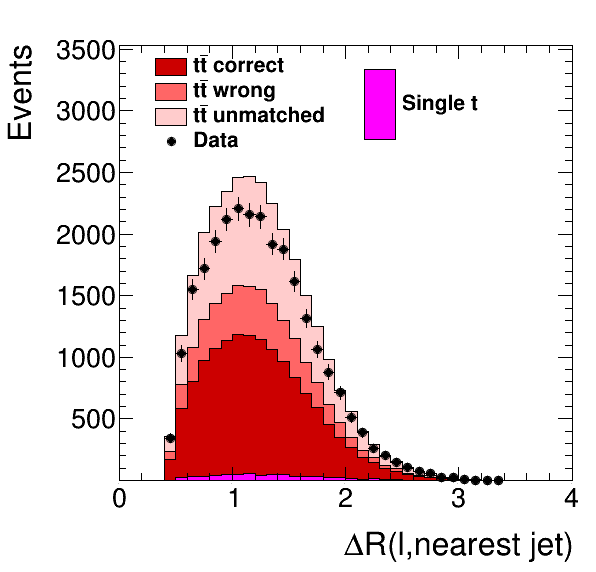 Events
3500
3000
2500
2000
1500
1000
500
tt̄ correct
tt̄ wrong
tt̄ unmatched
Data
Single t
0 1 2 3 4
ΔR(l,nearest jet)